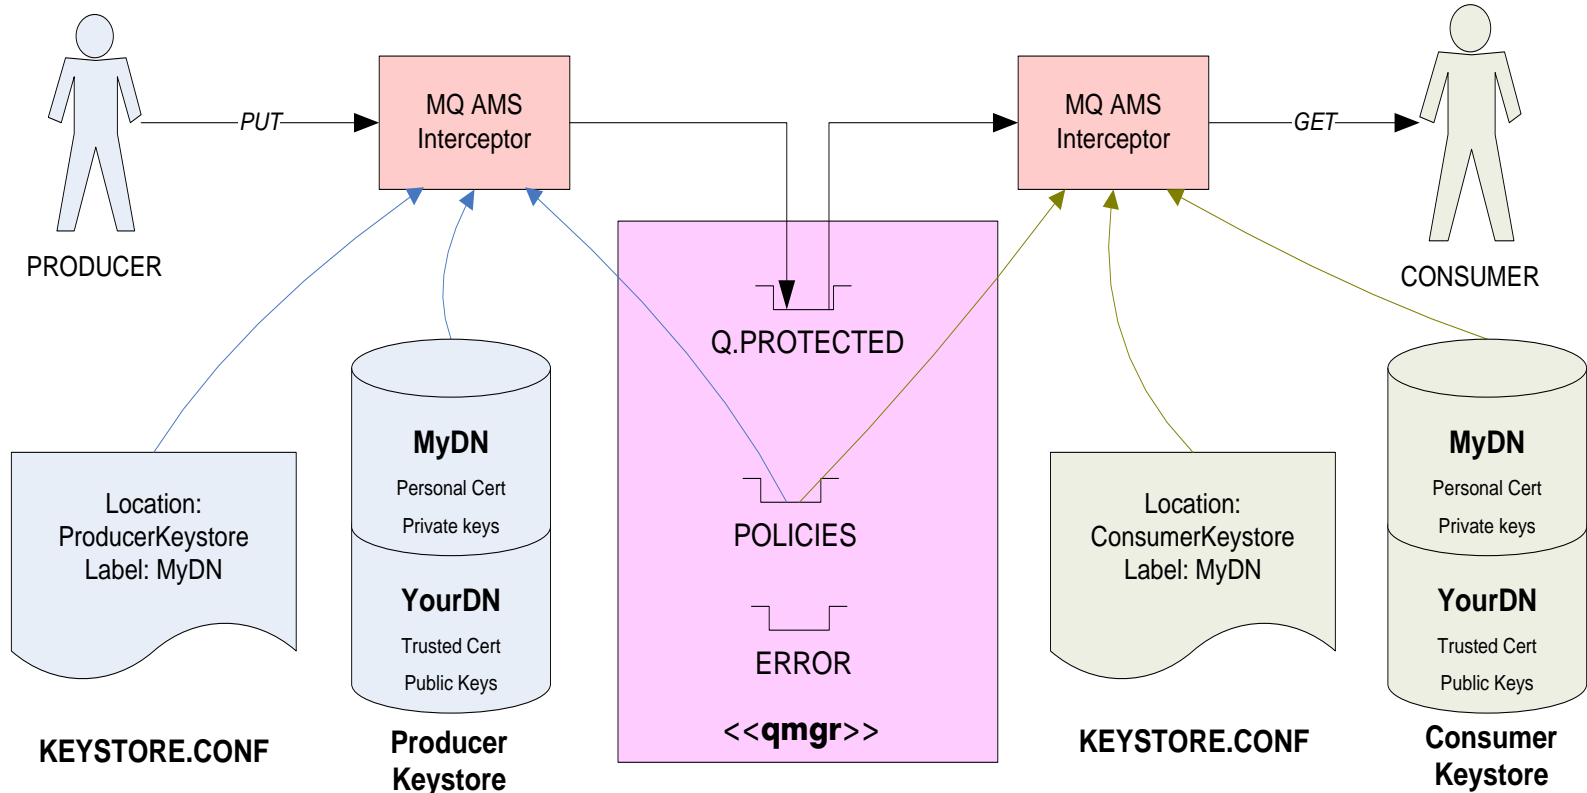 PRODUCER
PUT
MQ AMS
Interceptor
MQ AMS
Interceptor
GET
CONSUMER
Location:
ProducerKeystore
Label: MyDN
KEYSTORE.CONF
MyDN
Personal Cert
Private keys
YourDN
Trusted Cert
Public Keys
Producer
Keystore
Q.PROTECTED
POLICIES
ERROR
<<qmgr>>
Location:
ConsumerKeystore
Label: MyDN
KEYSTORE.CONF
MyDN
Personal Cert
Private keys
YourDN
Trusted Cert
Public Keys
Consumer
Keystore